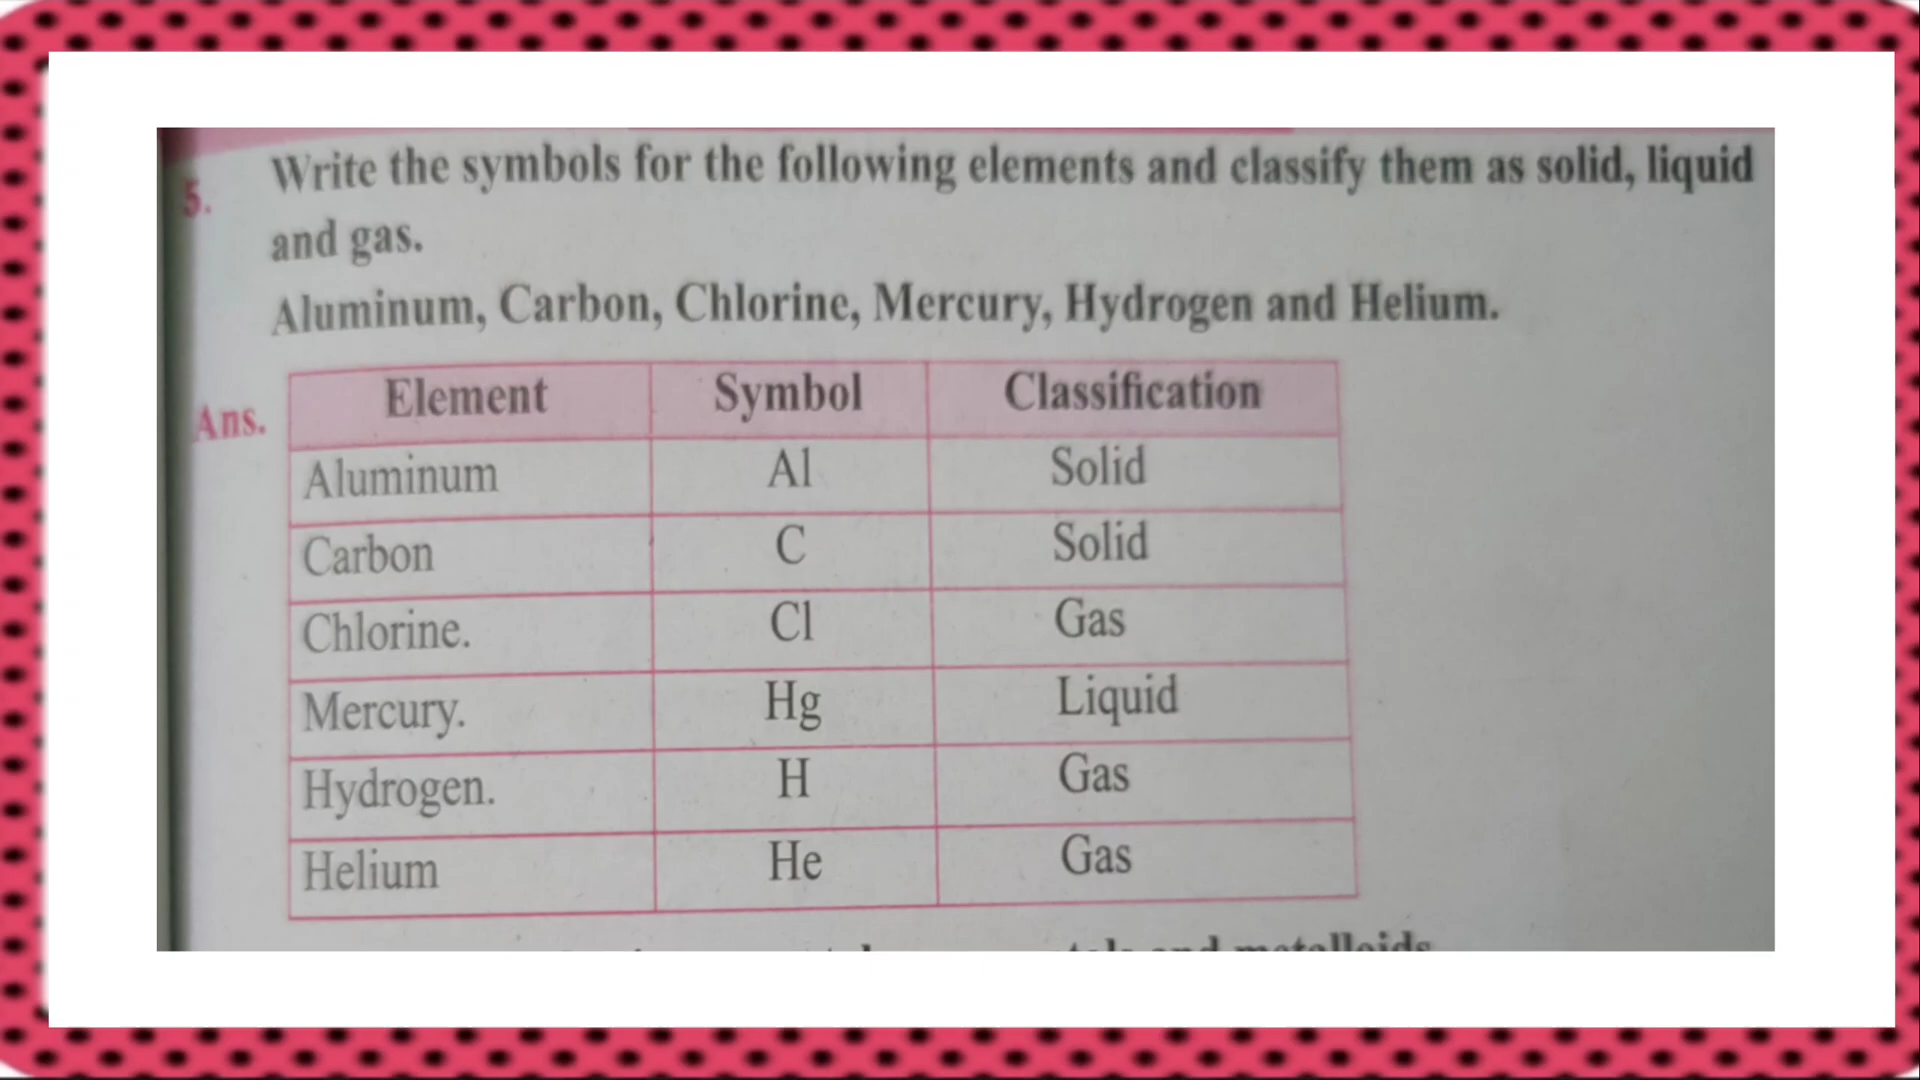 5. Write the symbols for the following elements and classify them as solid, liquid
and gas.
Aluminum, Carbon, Chlorine, Mercury, Hydrogen and Helium.
Ans. Element Symbol Classification
Aluminum Al Solid
Carbon C Solid
Chlorine. Cl Gas
Mercury. Hg Liquid
Hydrogen. H Gas
Helium He Gas
and metalloids